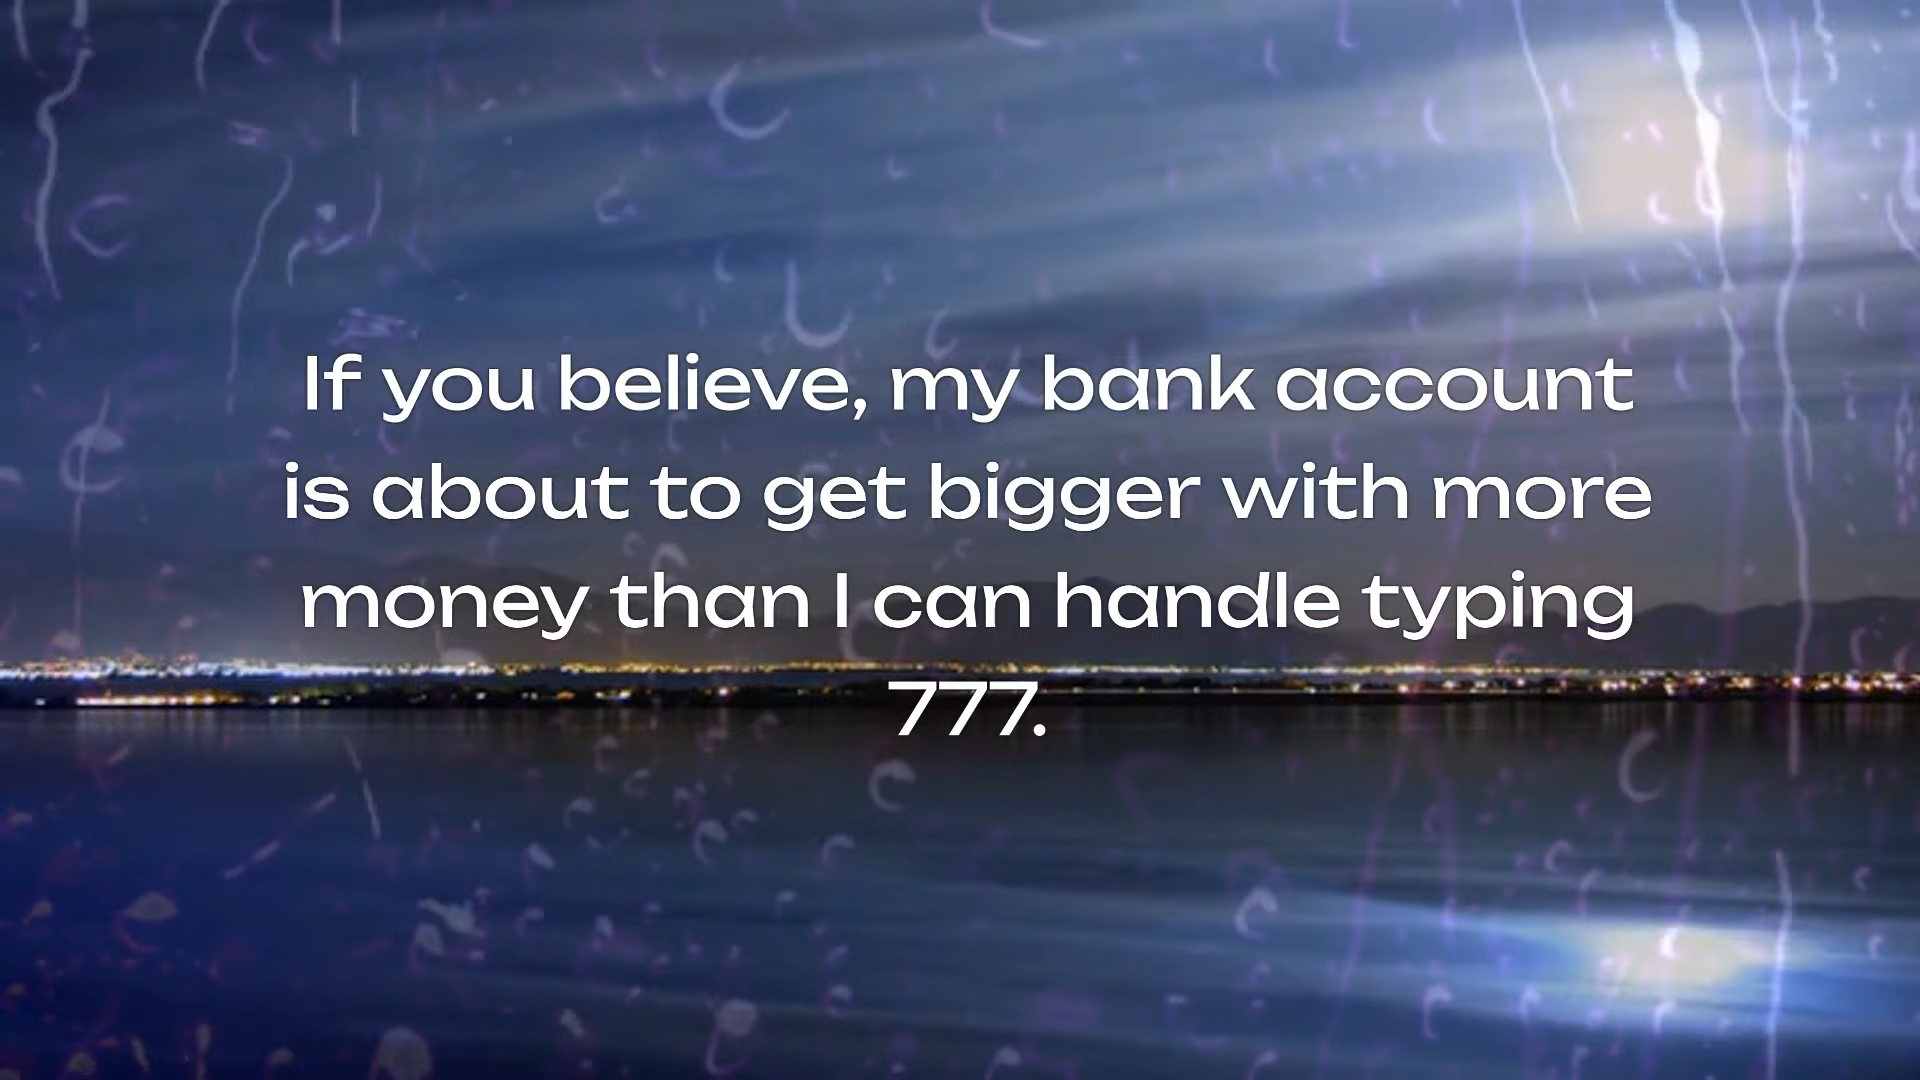 If you believe, my bank account
is about to get bigger with more
money than I can handle typing
777.